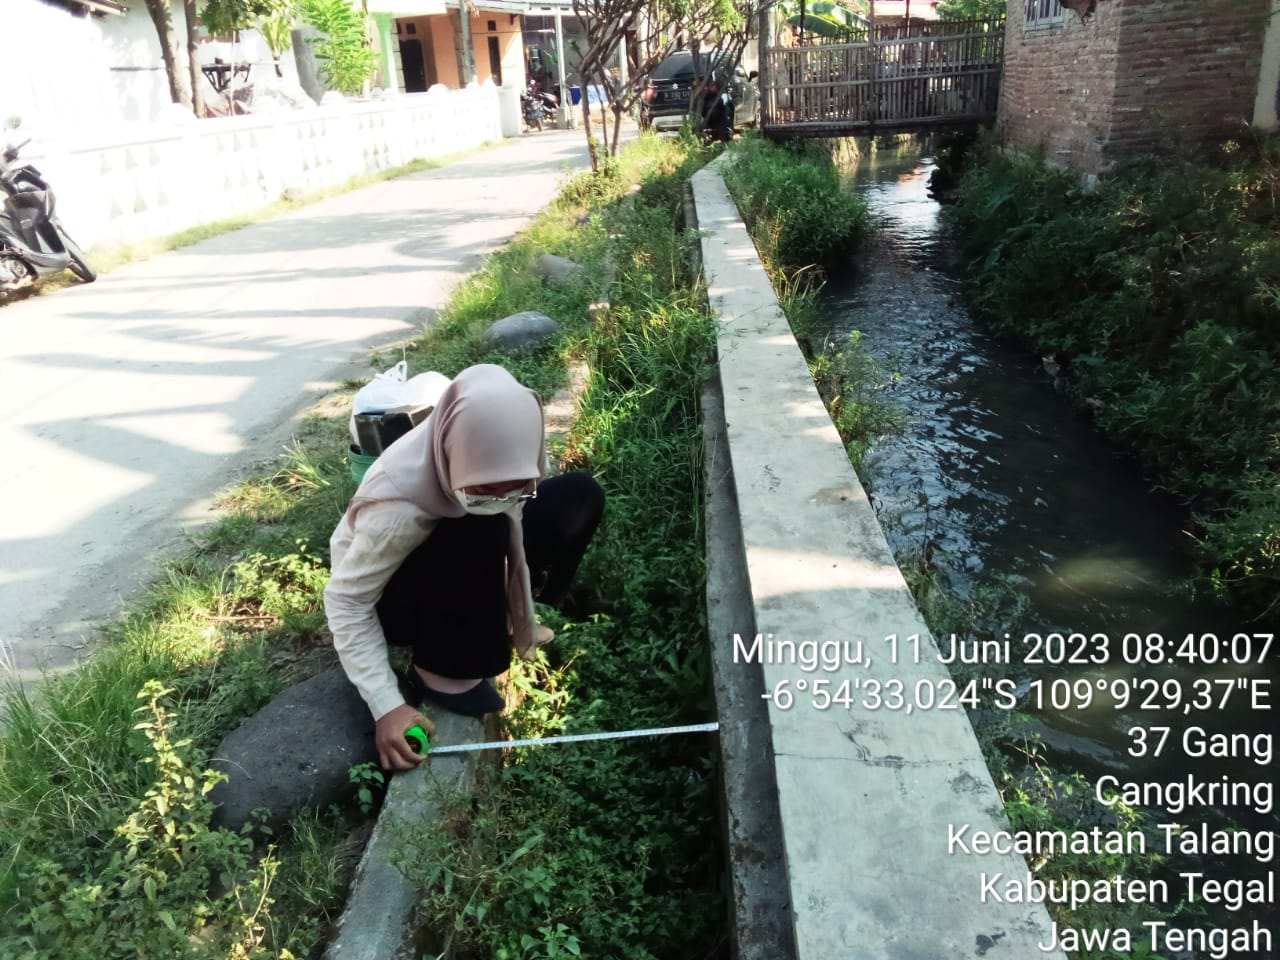 Minggu, 11 Juni 2023 08:40:07
-6°54'33,024"S 109°9'29,37"E
37 Gang
Cangkring
Kecamatan Talang
Kabupaten Tegal
Jawa Tengah